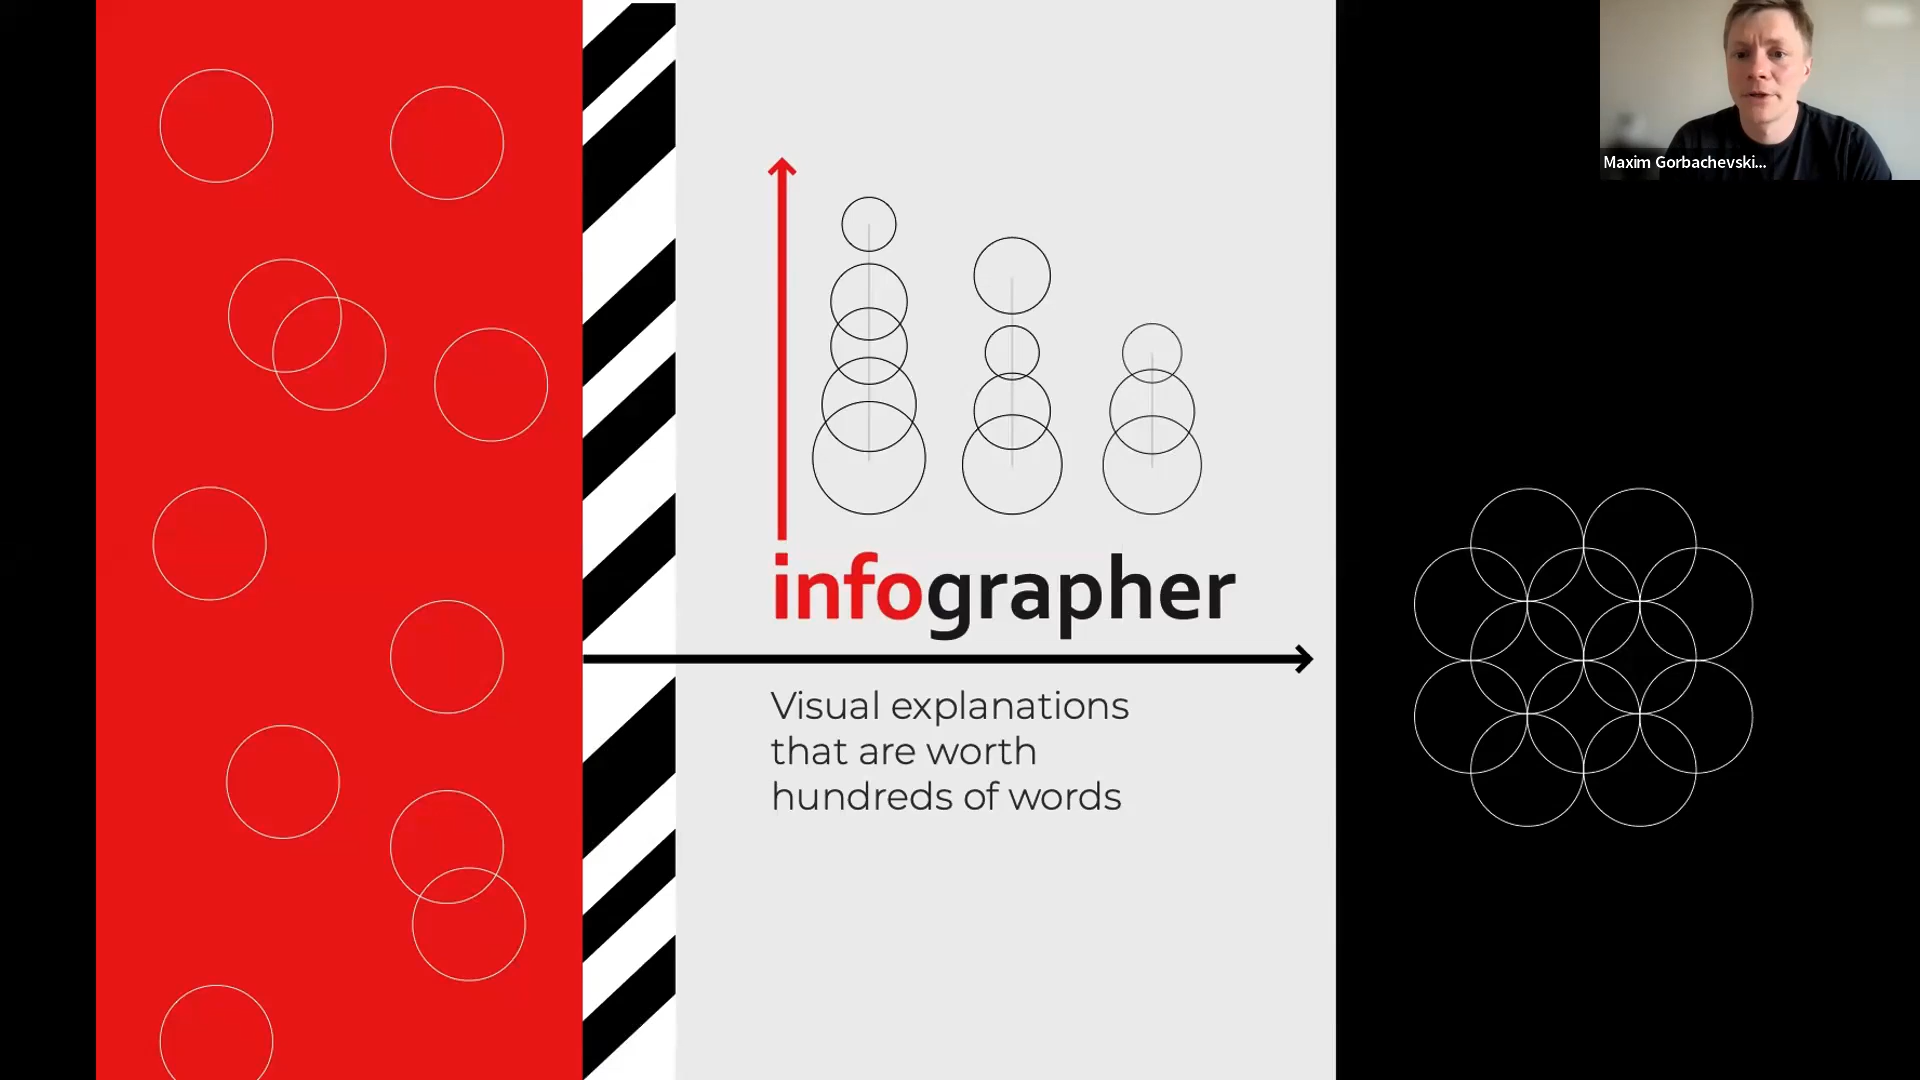 Maxim Gorbachevski...
infographer
Visual explanations
that are worth
hundreds of words